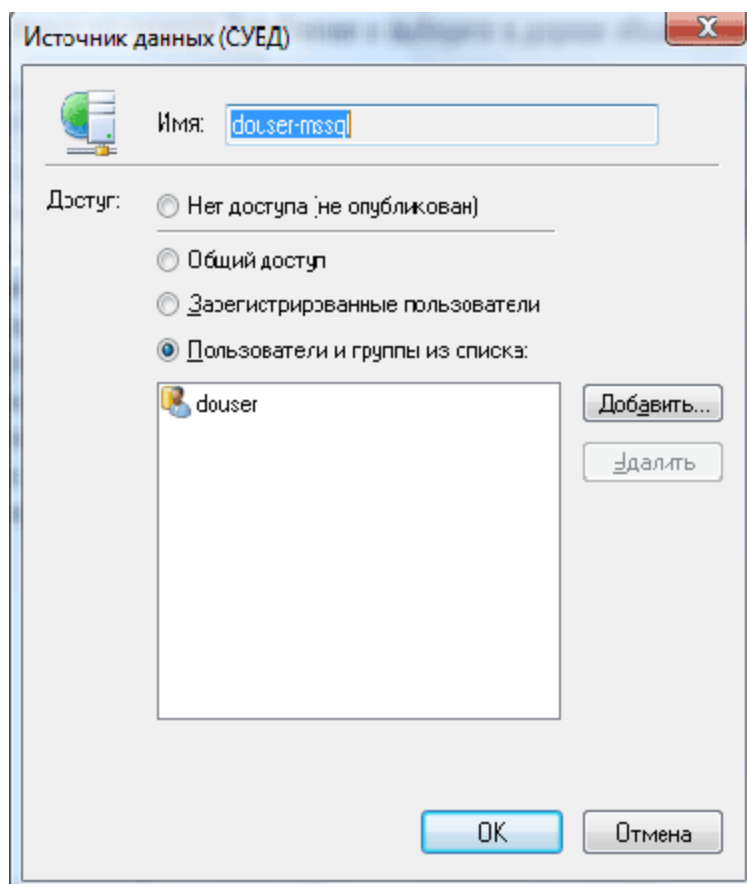 Источник данных (СУБД)
Имя: douser-mssql
Доступ:
Нет доступа (не опубликован)
Общий доступ
Зарегистрированные пользователи
Пользователи и группы из списка:
douser
Добавить...
Удалить
OK
Отмена